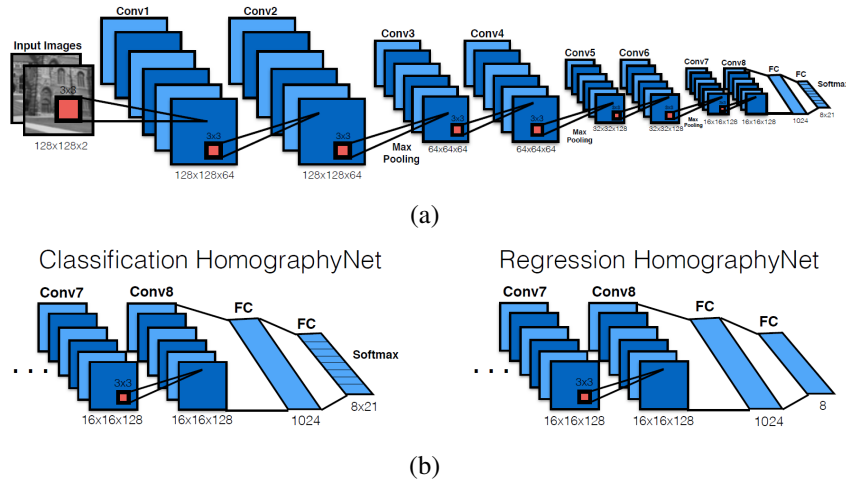 Conv1 Conv2
Conv3 Conv4
Input Images
Conv5 Conv6
Conv7 Conv8 FC FC Softmax
3x3
3x3 3x3 3x3 3x3 3x3 3x3 3x3
128x128x2
128x128x64 128x128x64
Max Pooling
64x64x64 64x64x64
Max Pooling
32x32x128 32x32x128
Max Pooling
16x16x128 16x16x128 1024 8x21
(a)
Classification HomographyNet Regression HomographyNet
Conv7 Conv8 FC FC Softmax Conv7 Conv8 FC FC
. . . 3x3 . . . 3x3
16x16x128 16x16x128 1024 8x21 16x16x128 16x16x128 1024 8
(b)